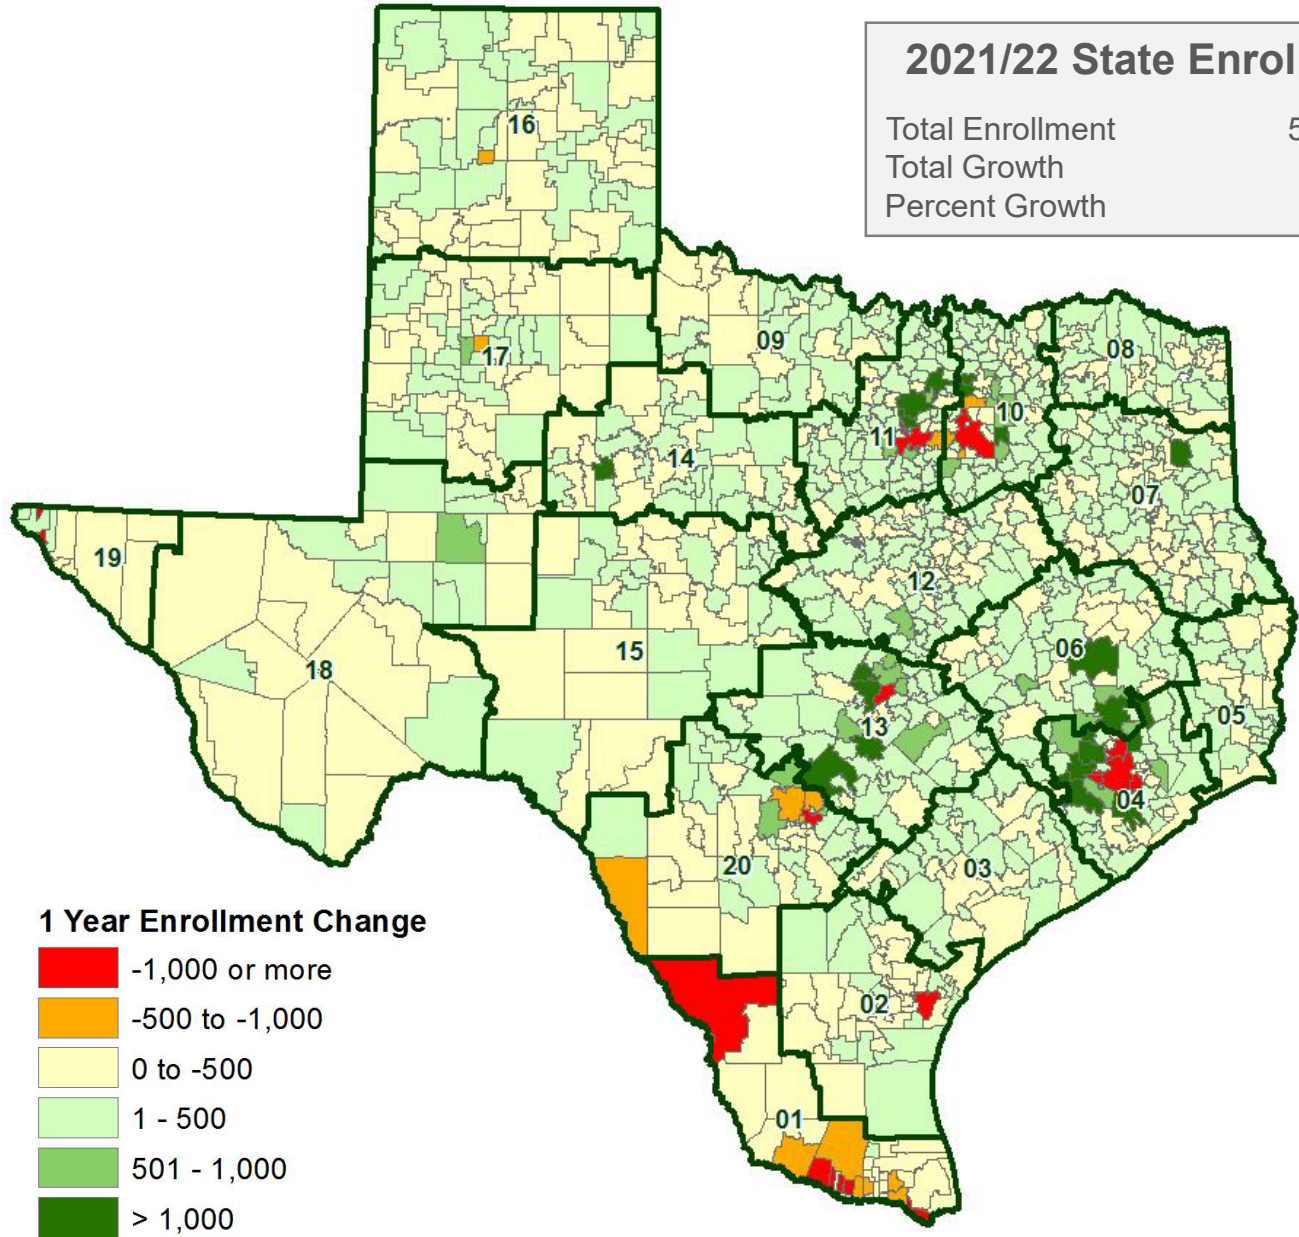 2021/22 State Enrol
Total Enrollment 5
Total Growth
Percent Growth
16
17
09
08
10
11
14
07
19
12
18
15
06
13
05
04
20
03
02
01
1 Year Enrollment Change
-1,000 or more
-500 to -1,000
0 to -500
1 - 500
501 - 1,000
> 1,000